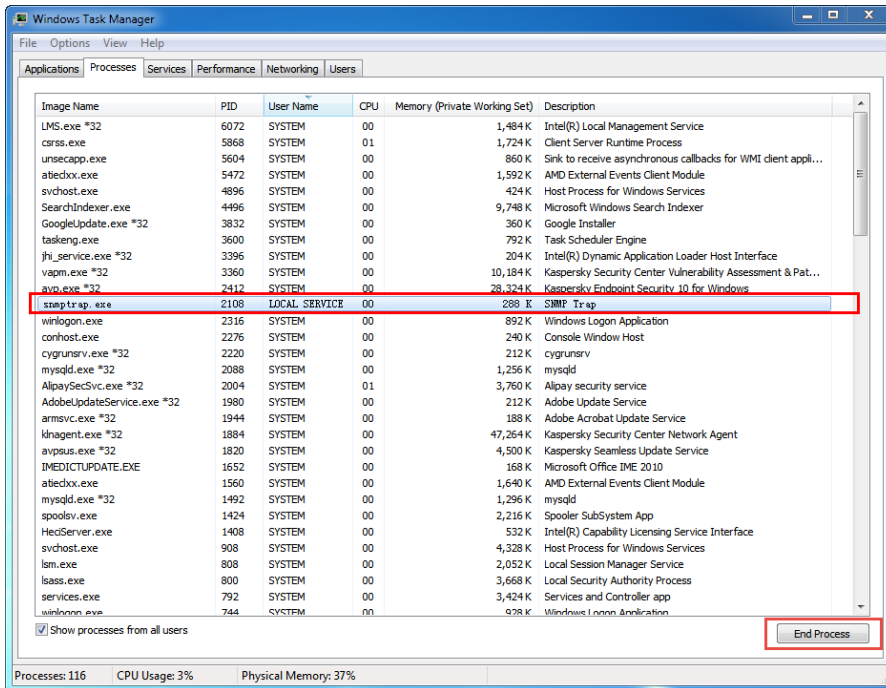 Windows Task Manager
File Options View Help
Applications Processes Services Performance Networking Users
Image Name PID User Name CPU Memory (Private Working Set) Description
LMS.exe *32 6072 SYSTEM 00 1,484 K Intel(R) Local Management Service
csrss.exe 5868 SYSTEM 01 1,724 K Client Server Runtime Process
unsecapp.exe 5604 SYSTEM 00 860 K Sink to receive asynchronous callbacks for WMI client appli...
atieclxx.exe 5472 SYSTEM 00 1,592 K AMD External Events Client Module
svchost.exe 4896 SYSTEM 00 424 K Host Process for Windows Services
SearchIndexer.exe 4496 SYSTEM 00 9,748 K Microsoft Windows Search Indexer
GoogleUpdate.exe *32 3832 SYSTEM 00 360 K Google Installer
taskeng.exe 3600 SYSTEM 00 792 K Task Scheduler Engine
jhi_service.exe *32 3396 SYSTEM 00 204 K Intel(R) Dynamic Application Loader Host Interface
vapm.exe *32 3360 SYSTEM 00 10,184 K Kaspersky Security Center Vulnerability Assessment & Pat...
avp.exe *32 2412 SYSTEM 00 28,324 K Kaspersky Endpoint Security 10 for Windows
snmptrap.exe 2108 LOCAL SERVICE 00 288 K SNMP Trap
winlogon.exe 2316 SYSTEM 00 892 K Windows Logon Application
conhost.exe 2276 SYSTEM 00 240 K Console Window Host
cygrunsrv.exe *32 2220 SYSTEM 00 212 K cygrunsrv
mysqld.exe *32 2088 SYSTEM 00 1,256 K mysqld
AlipaySecSvc.exe *32 2004 SYSTEM 01 3,760 K Alipay security service
AdobeUpdateService.exe *32 1980 SYSTEM 00 212 K Adobe Update Service
armsvc.exe *32 1944 SYSTEM 00 188 K Adobe Acrobat Update Service
klnagent.exe *32 1884 SYSTEM 00 47,264 K Kaspersky Security Center Network Agent
avpsus.exe *32 1820 SYSTEM 00 4,500 K Kaspersky Seamless Update Service
IMEDICTUPDATE.EXE 1652 SYSTEM 00 168 K Microsoft Office IME 2010
atieclxx.exe 1560 SYSTEM 00 1,640 K AMD External Events Client Module
mysqld.exe *32 1492 SYSTEM 00 1,296 K mysqld
spoolsv.exe 1424 SYSTEM 00 2,216 K Spooler SubSystem App
HeciServer.exe 1408 SYSTEM 00 532 K Intel(R) Capability Licensing Service Interface
svchost.exe 908 SYSTEM 00 4,328 K Host Process for Windows Services
lsm.exe 808 SYSTEM 00 2,052 K Local Session Manager Service
lsass.exe 800 SYSTEM 00 3,668 K Local Security Authority Process
services.exe 792 SYSTEM 00 3,424 K Services and Controller app
winlogon.exe 744 SYSTEM 00 928 K Windows Logon Application
Show processes from all users End Process
Processes: 116 CPU Usage: 3% Physical Memory: 37%